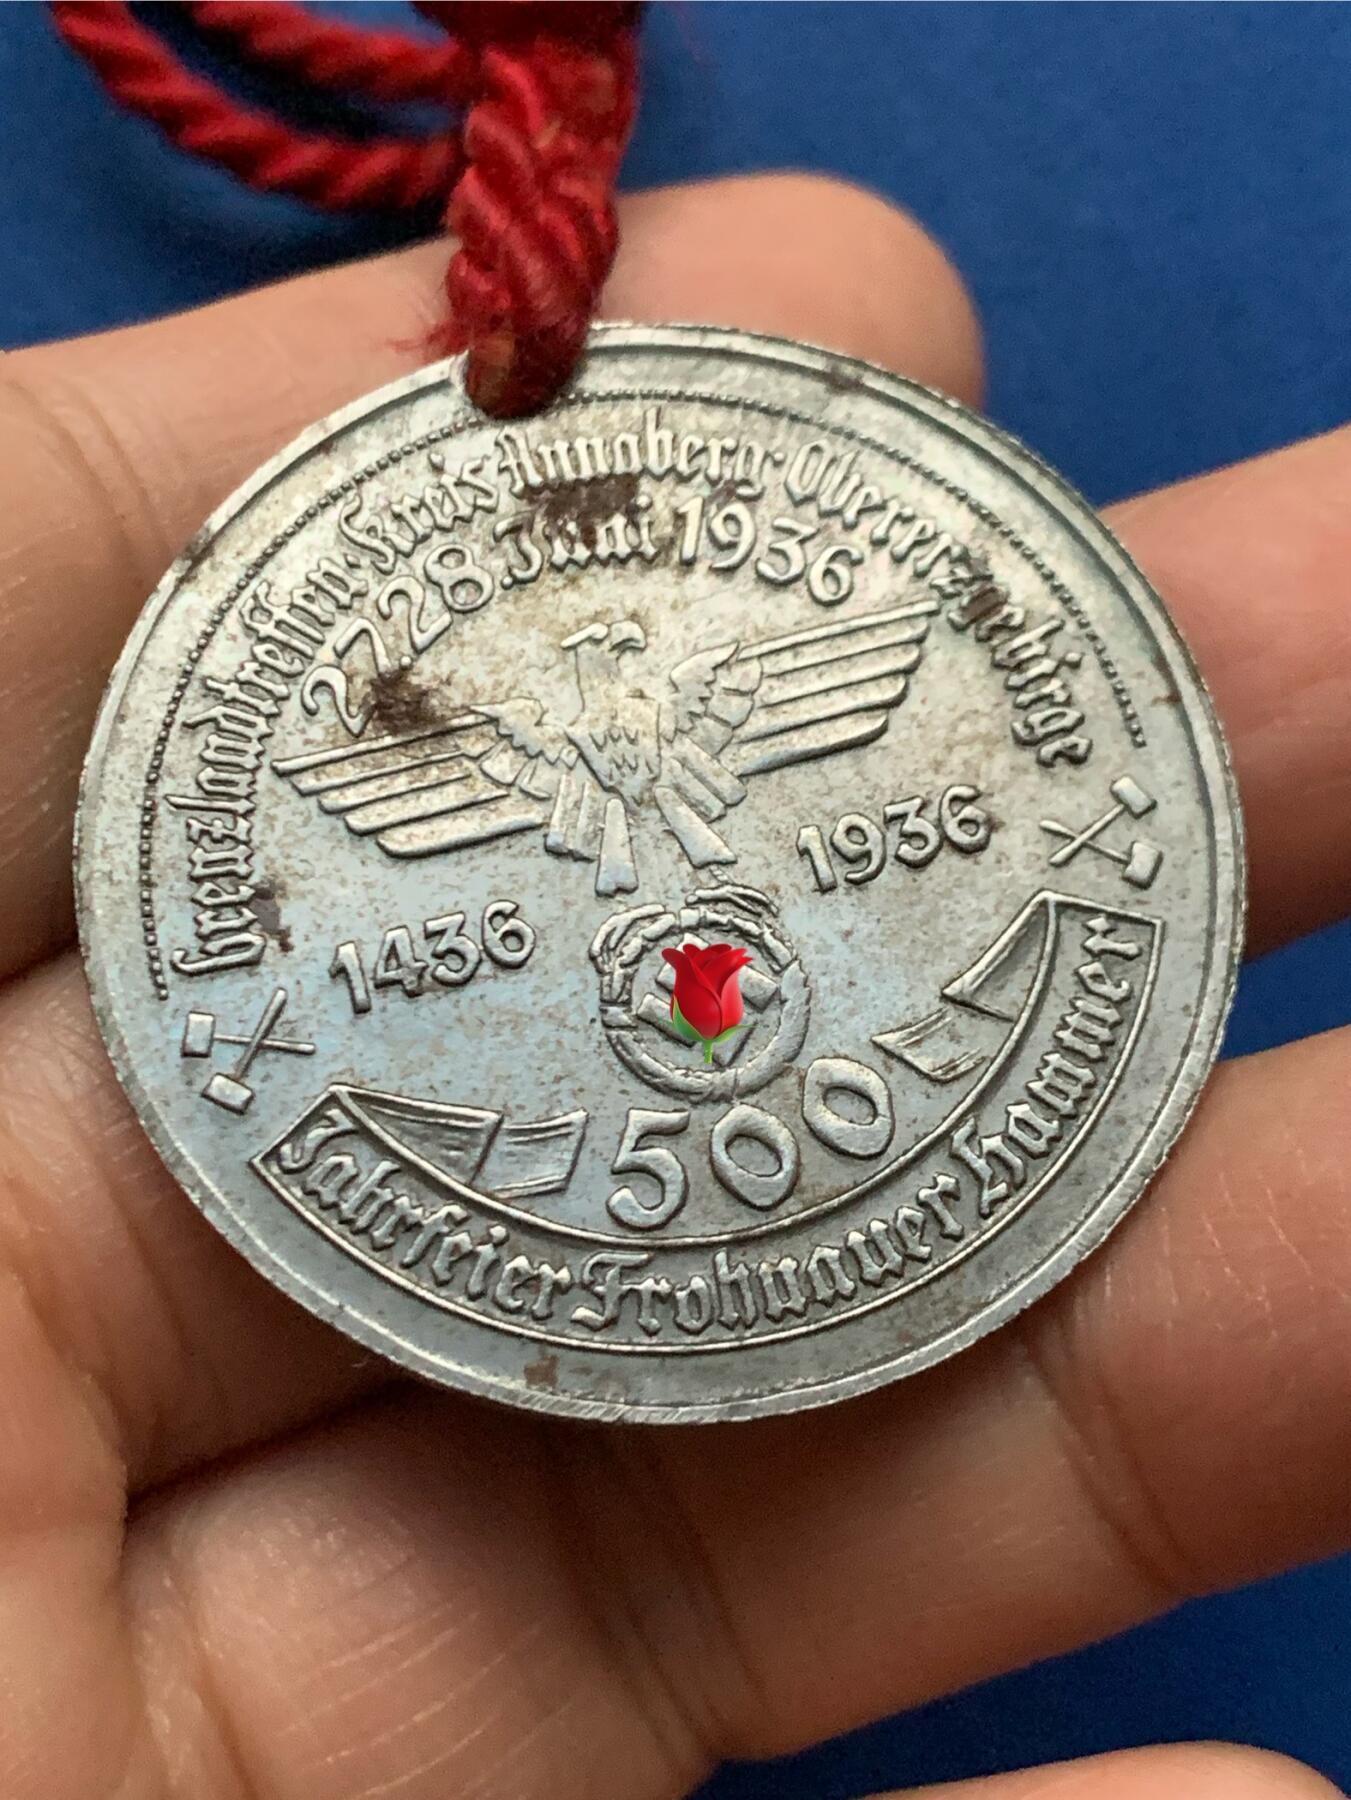 Grenzlandtreffen · Kreis Annaberg · Obererzgebirge
27 28. Juni 1936
1436
1936
500
Jahrfeier Frohnauer Hammer